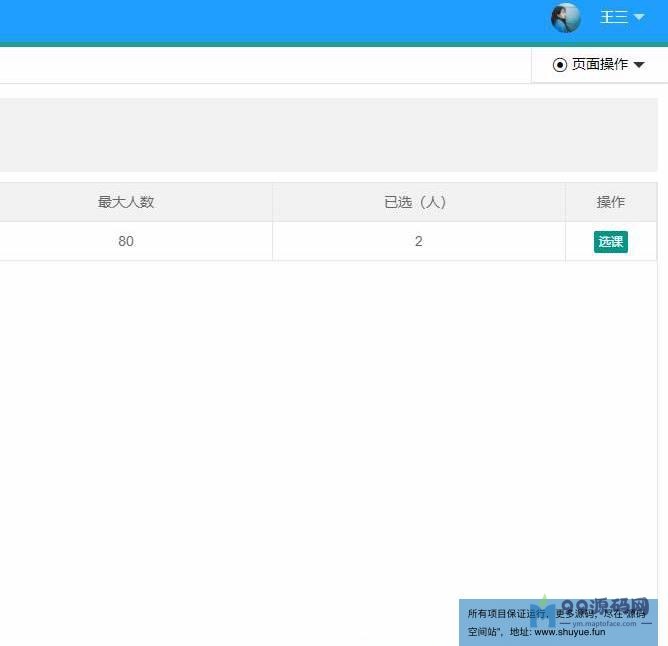 王三
页面操作
最大人数 已选（人） 操作
80 2 选课
所有项目保证运行，更多源码，尽在"源码
空间站"，地址: www.shuyue.fun
99源码网
ym.maptoface.com